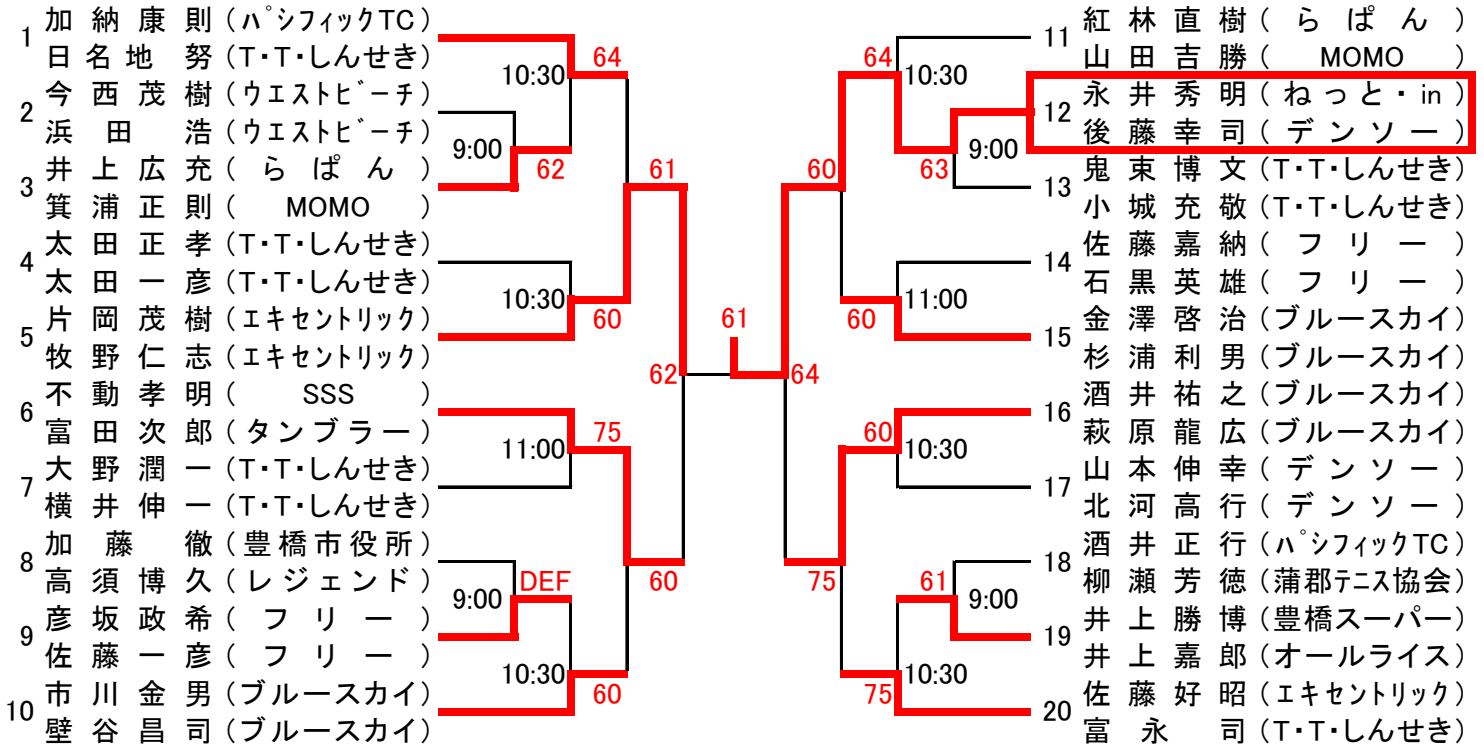 1 加納康則(パシフィックTC)
日名地努(T・T・しんせき)
2 今西茂樹(ウエストビーチ)
浜田浩(ウエストビーチ)
3 井上広充(らぱん)
箕浦正則(MOMO)
4 太田正孝(T・T・しんせき)
太田一彦(T・T・しんせき)
5 片岡茂樹(エキセントリック)
牧野仁志(エキセントリック)
6 不動孝明(SSS)
富田次郎(タンブラー)
7 大野潤一(T・T・しんせき)
横井伸一(T・T・しんせき)
8 加藤徹(豊橋市役所)
高須博久(レジェンド)
9 彦坂政希(フリー)
佐藤一彦(フリー)
10 市川金男(ブルースカイ)
壁谷昌司(ブルースカイ)
10:30
64
9:00
62
61
10:30
60
62
11:00
75
9:00
DEF
60
10:30
60
61
64
64
10:30
60
63
9:00
60
11:00
60
10:30
75
61
9:00
75
10:30
11 紅林直樹(らぱん)
山田吉勝(MOMO)
12 永井秀明(ねっと・in)
後藤幸司(デンソー)
13 鬼束博文(T・T・しんせき)
小城充敬(T・T・しんせき)
14 佐藤嘉納(フリー)
石黒英雄(フリー)
15 金澤啓治(ブルースカイ)
杉浦利男(ブルースカイ)
16 酒井祐之(ブルースカイ)
萩原龍広(ブルースカイ)
17 山本伸幸(デンソー)
北河高行(デンソー)
18 酒井正行(パシフィックTC)
柳瀬芳徳(蒲郡テニス協会)
19 井上勝博(豊橋スーパー)
井上嘉郎(オールライス)
20 佐藤好昭(エキセントリック)
富永司(T・T・しんせき)